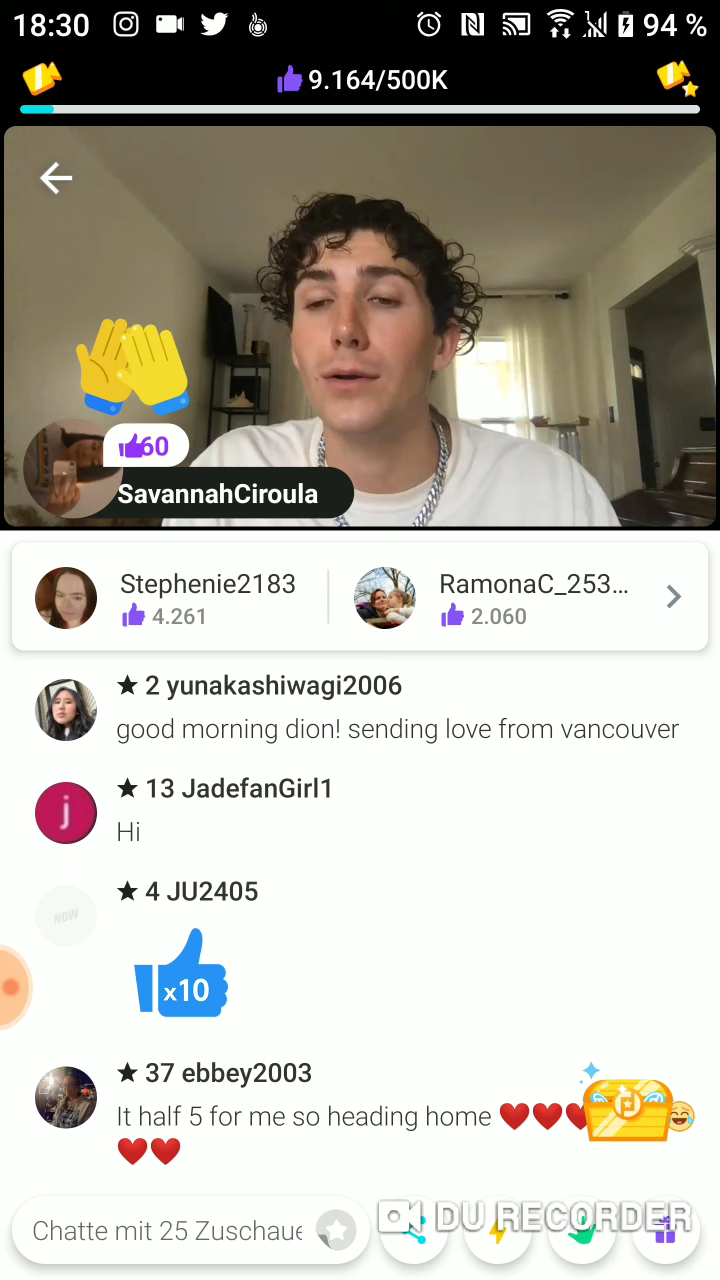 18:30
94 %
9.164/500K
60
SavannahCiroula
Stephenie2183
4.261
RamonaC_253...
2.060
★ 2 yunakashiwagi2006
good morning dion! sending love from vancouver
★ 13 JadefanGirl1
j
Hi
★ 4 JU2405
NOW
x10
★ 37 ebbey2003
It half 5 for me so heading home ❤️❤️❤️
❤️❤️
Chatte mit 25 Zuschaue
DU RECORDER